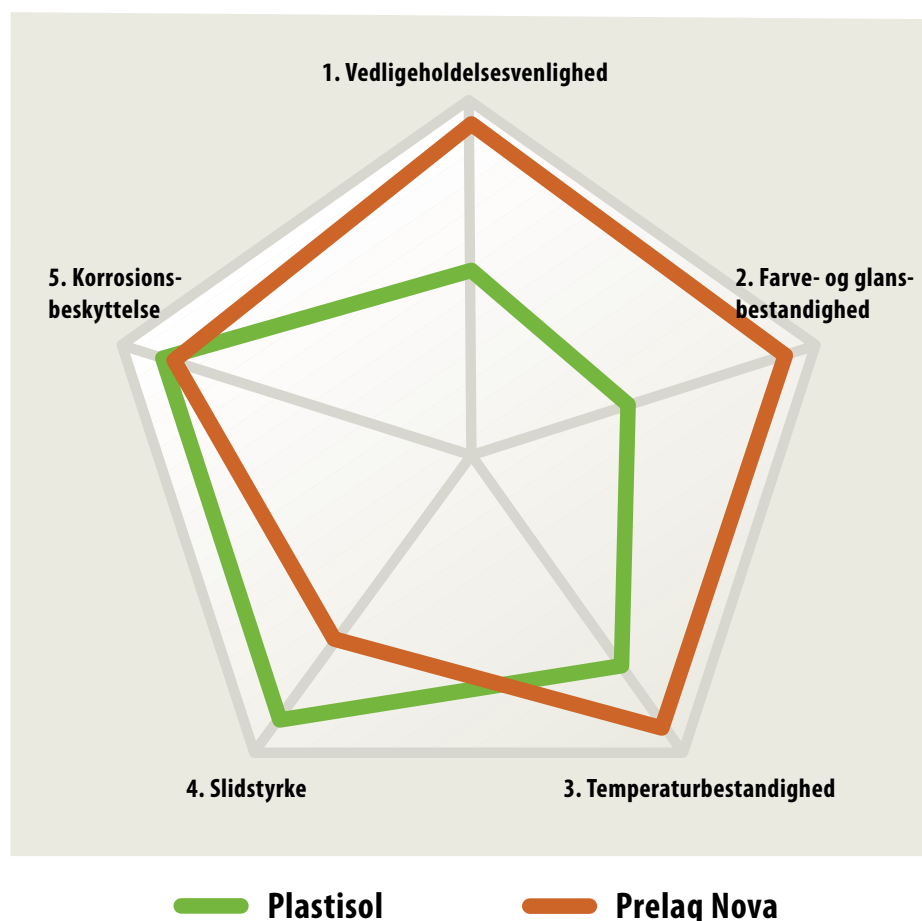 1. Vedligeholdelsesvenlighed
2. Farve- og glans-
bestandighed
3. Temperaturbestandighed
4. Slidstyrke
5. Korrosions-
beskyttelse
Plastisol
Prelaq Nova